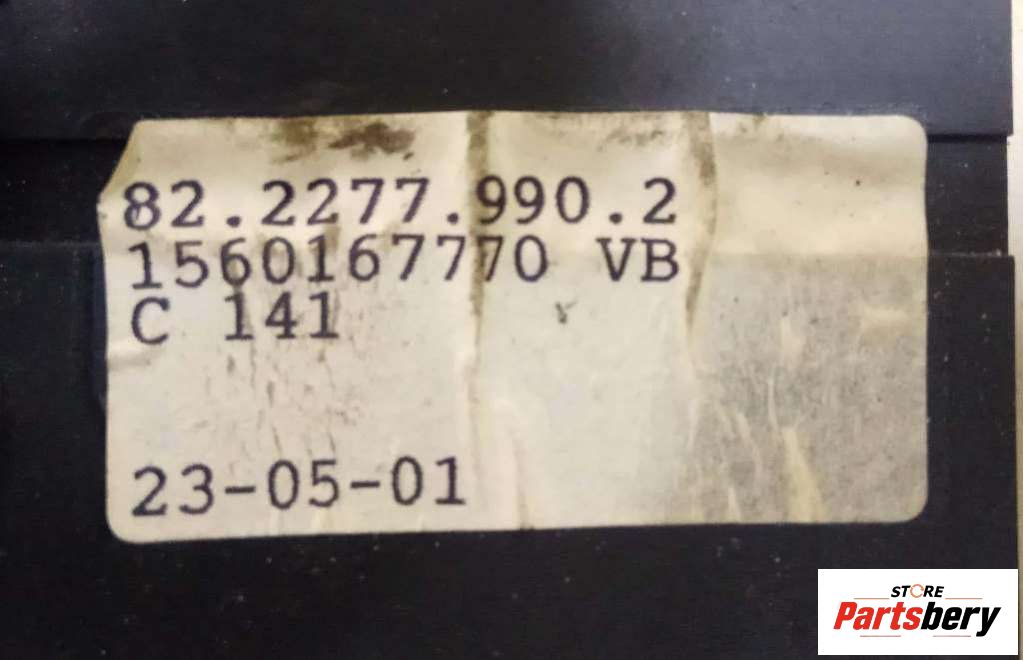 82.2277.990.2
1560167770 VB
C 141
23-05-01
STORE
Partsbery